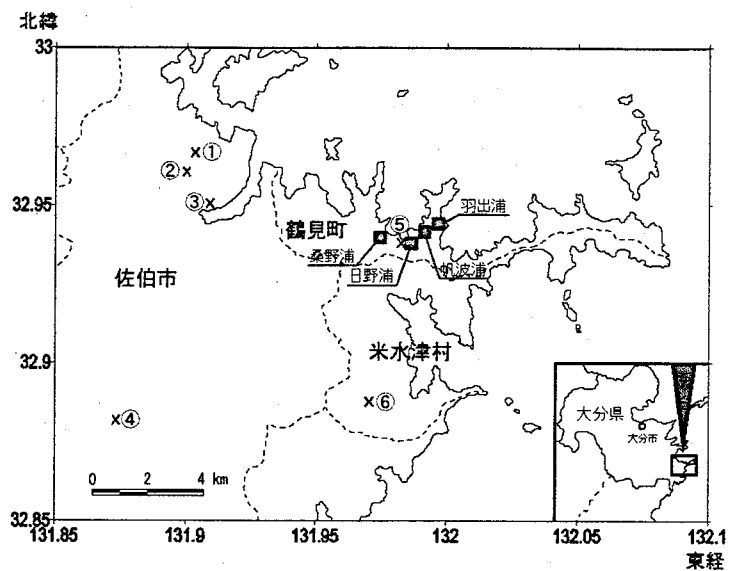 北緯
33
①
②
32.95
③
羽出浦
鶴見町
⑤
桑野浦
日野浦
帆波浦
佐伯市
32.9
米水津村
⑥
④
大分県
大分市
0 2 4 km
32.85
131.85
131.9
131.95
132
132.05
132.1
東経